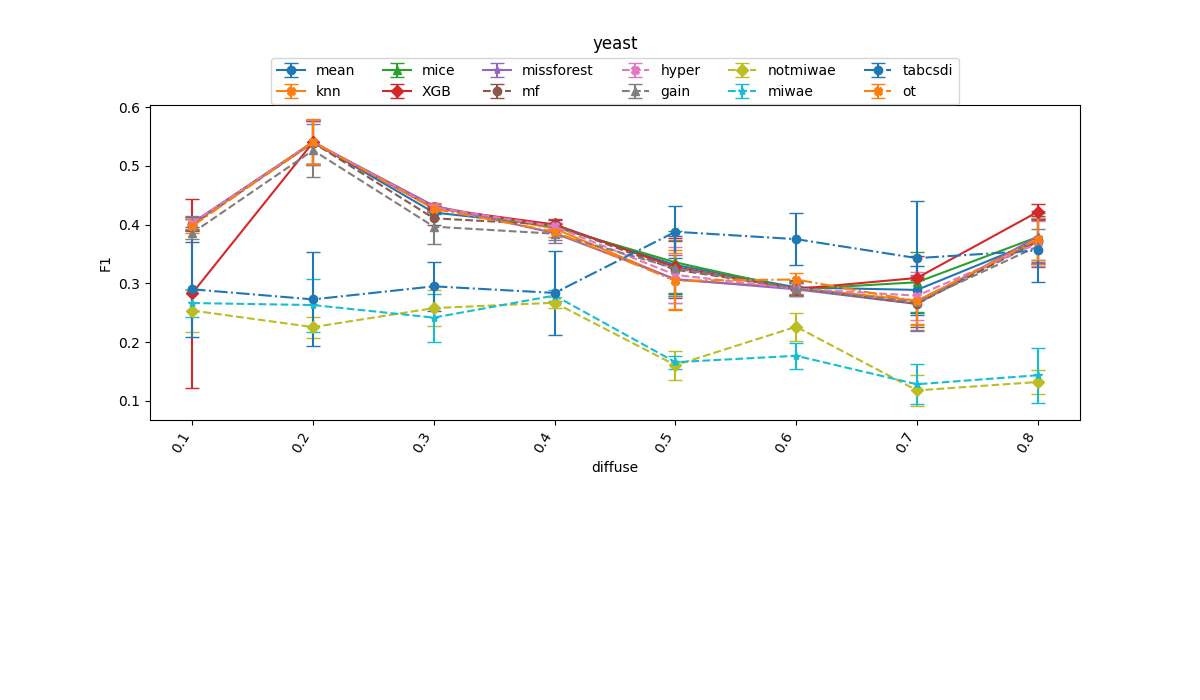 yeast
mean mice missforest hyper notmiwae tabcsdi
knn XGB mf gain miwae ot
0.6
0.5
0.4
0.3
0.2
0.1
F1
0.1 0.2 0.3 0.4 0.5 0.6 0.7 0.8
diffuse